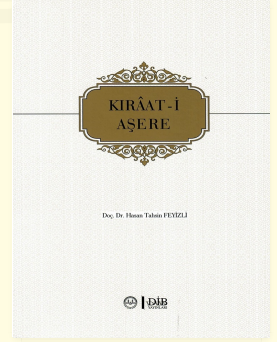 KIRÂAT-İ
AŞERE
Doç. Dr. Hasan Tahsin FEYİZLİ
DİB
YAYINLARI